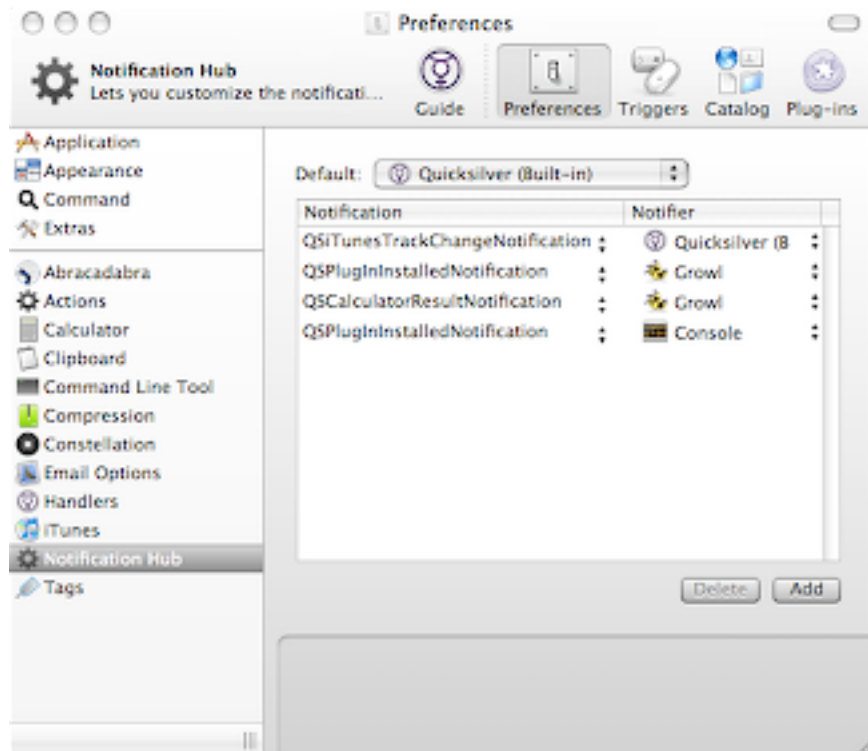 Preferences
Notification Hub
Lets you customize the notificati...
Guide
Preferences
Triggers
Catalog
Plug-ins
Application
Appearance
Command
Extras
Abracadabra
Actions
Calculator
Clipboard
Command Line Tool
Compression
Constellation
Email Options
Handlers
iTunes
Notification Hub
Tags
Default: Quicksilver (Built-in)
Notification Notifier
QSiTunesTrackChangeNotification Quicksilver (B
QSPlugInInstalledNotification Growl
QSCalculatorResultNotification Growl
QSPlugInInstalledNotification Console
Delete Add